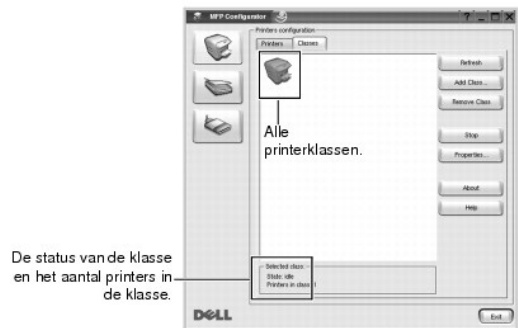 MFP Configurator
Printers configuration
Printers Classes
Refresh
Add Class...
Remove Class
Stop
Properties...
About
Help
Alle
printerklassen.
De status van de klasse
en het aantal printers in
de klasse.
Selected class:
State: idle
Printers in class: 1
DELL
Exit